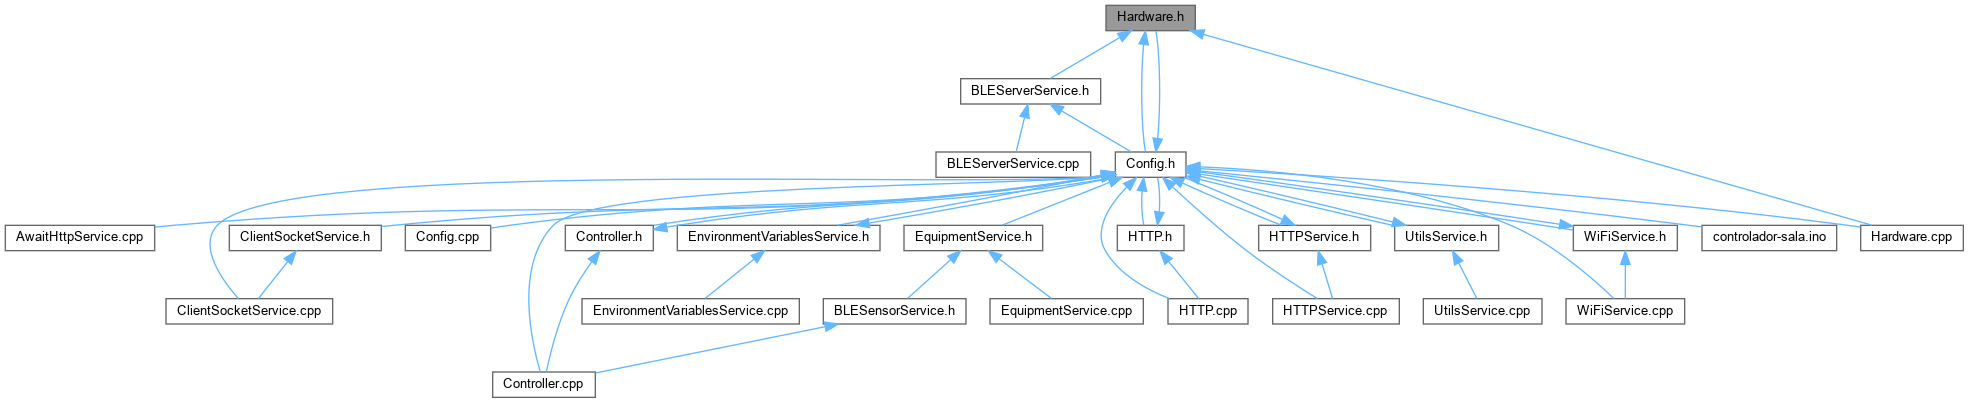 Hardware.h
BLEServerService.h
BLEServerService.cpp
Config.h
AwaitHttpService.cpp
ClientSocketService.h
Config.cpp
Controller.h
EnvironmentVariablesService.h
EquipmentService.h
HTTP.h
HTTPService.h
UtilsService.h
WiFiService.h
controlador-sala.ino
Hardware.cpp
ClientSocketService.cpp
EnvironmentVariablesService.cpp
BLESensorService.h
EquipmentService.cpp
HTTP.cpp
HTTPService.cpp
UtilsService.cpp
WiFiService.cpp
Controller.cpp